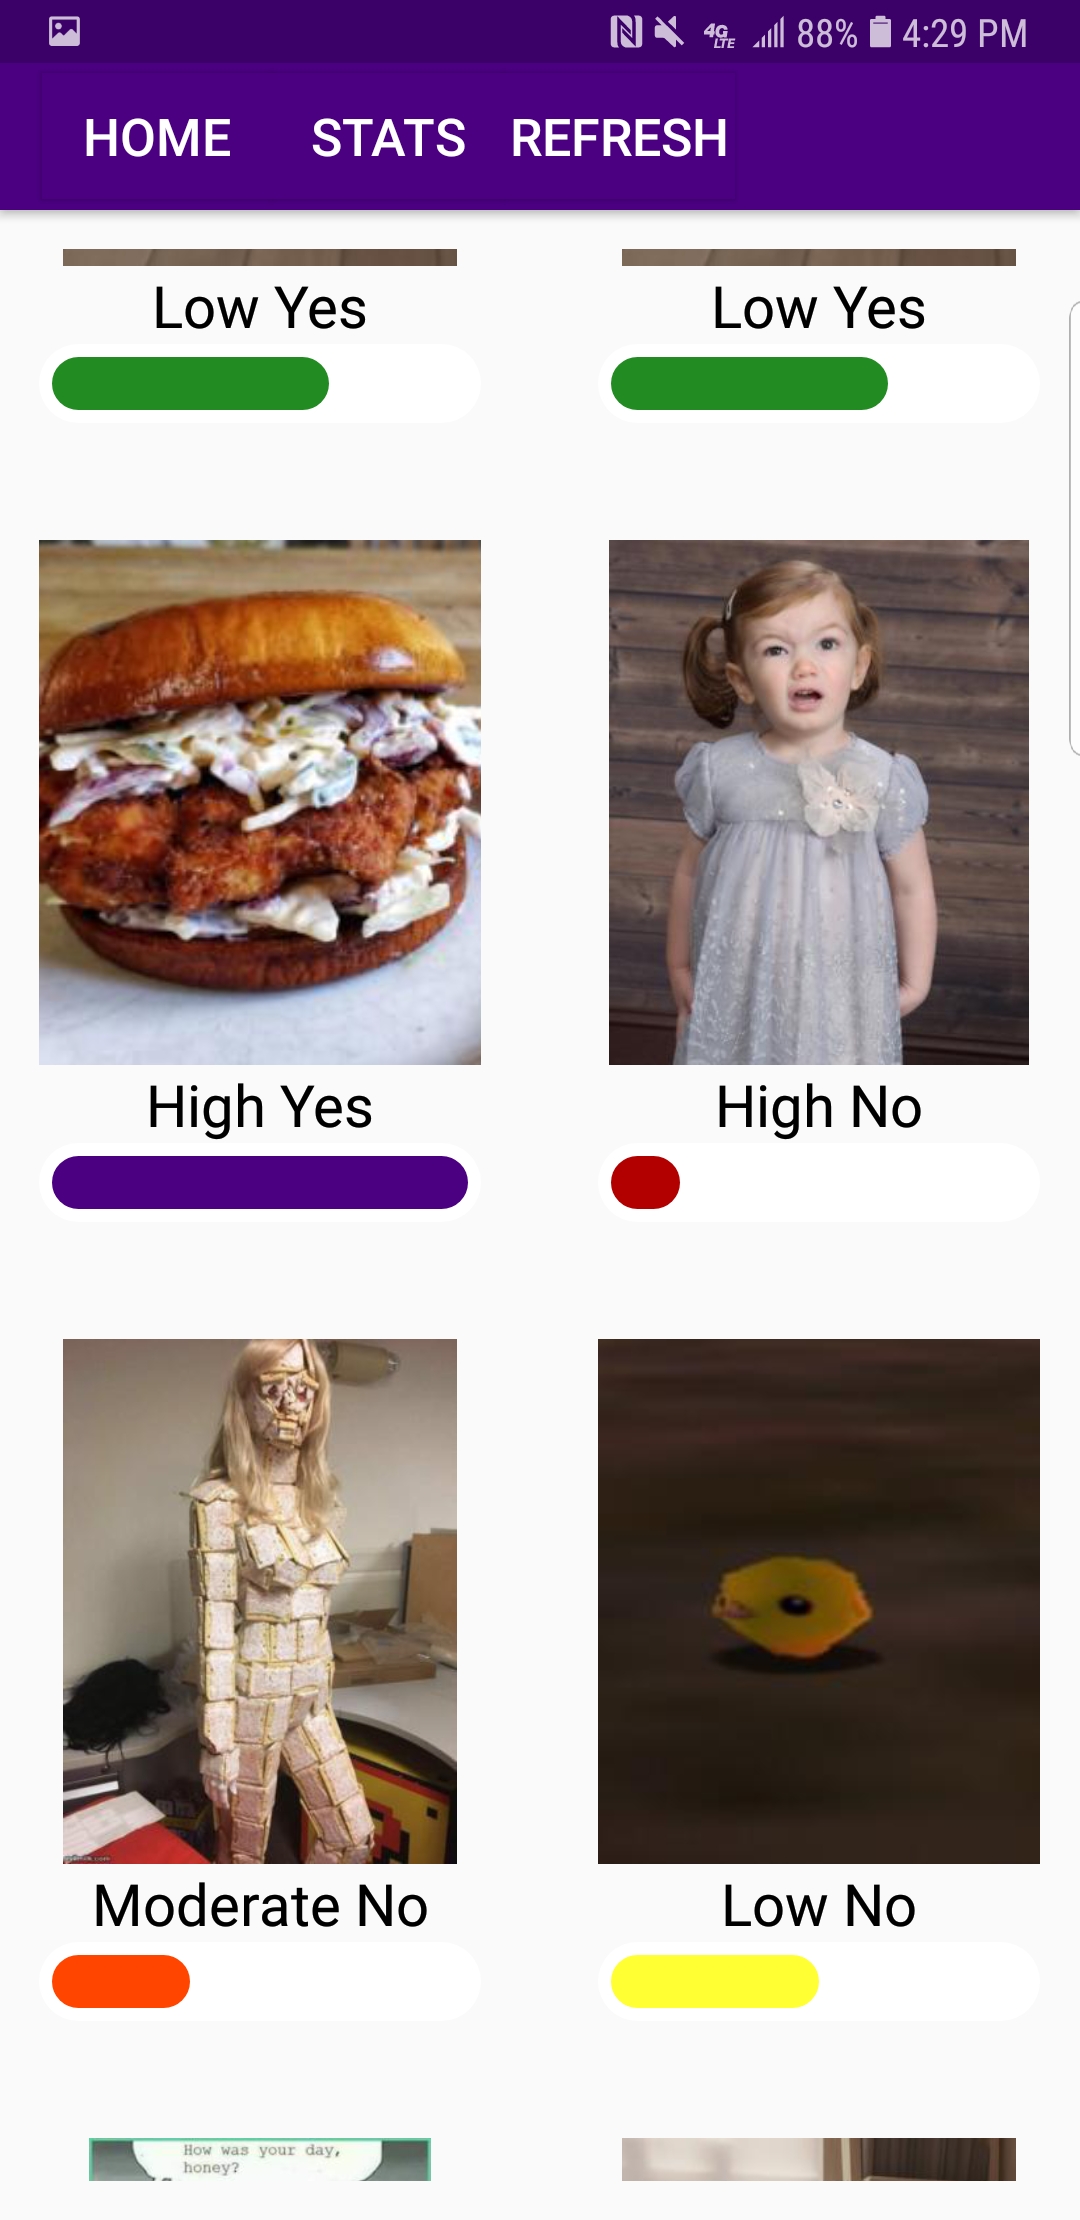 4G LTE 88% 4:29 PM
HOME STATS REFRESH
Low Yes Low Yes
High Yes High No
Moderate No Low No
How was your day,
honey?